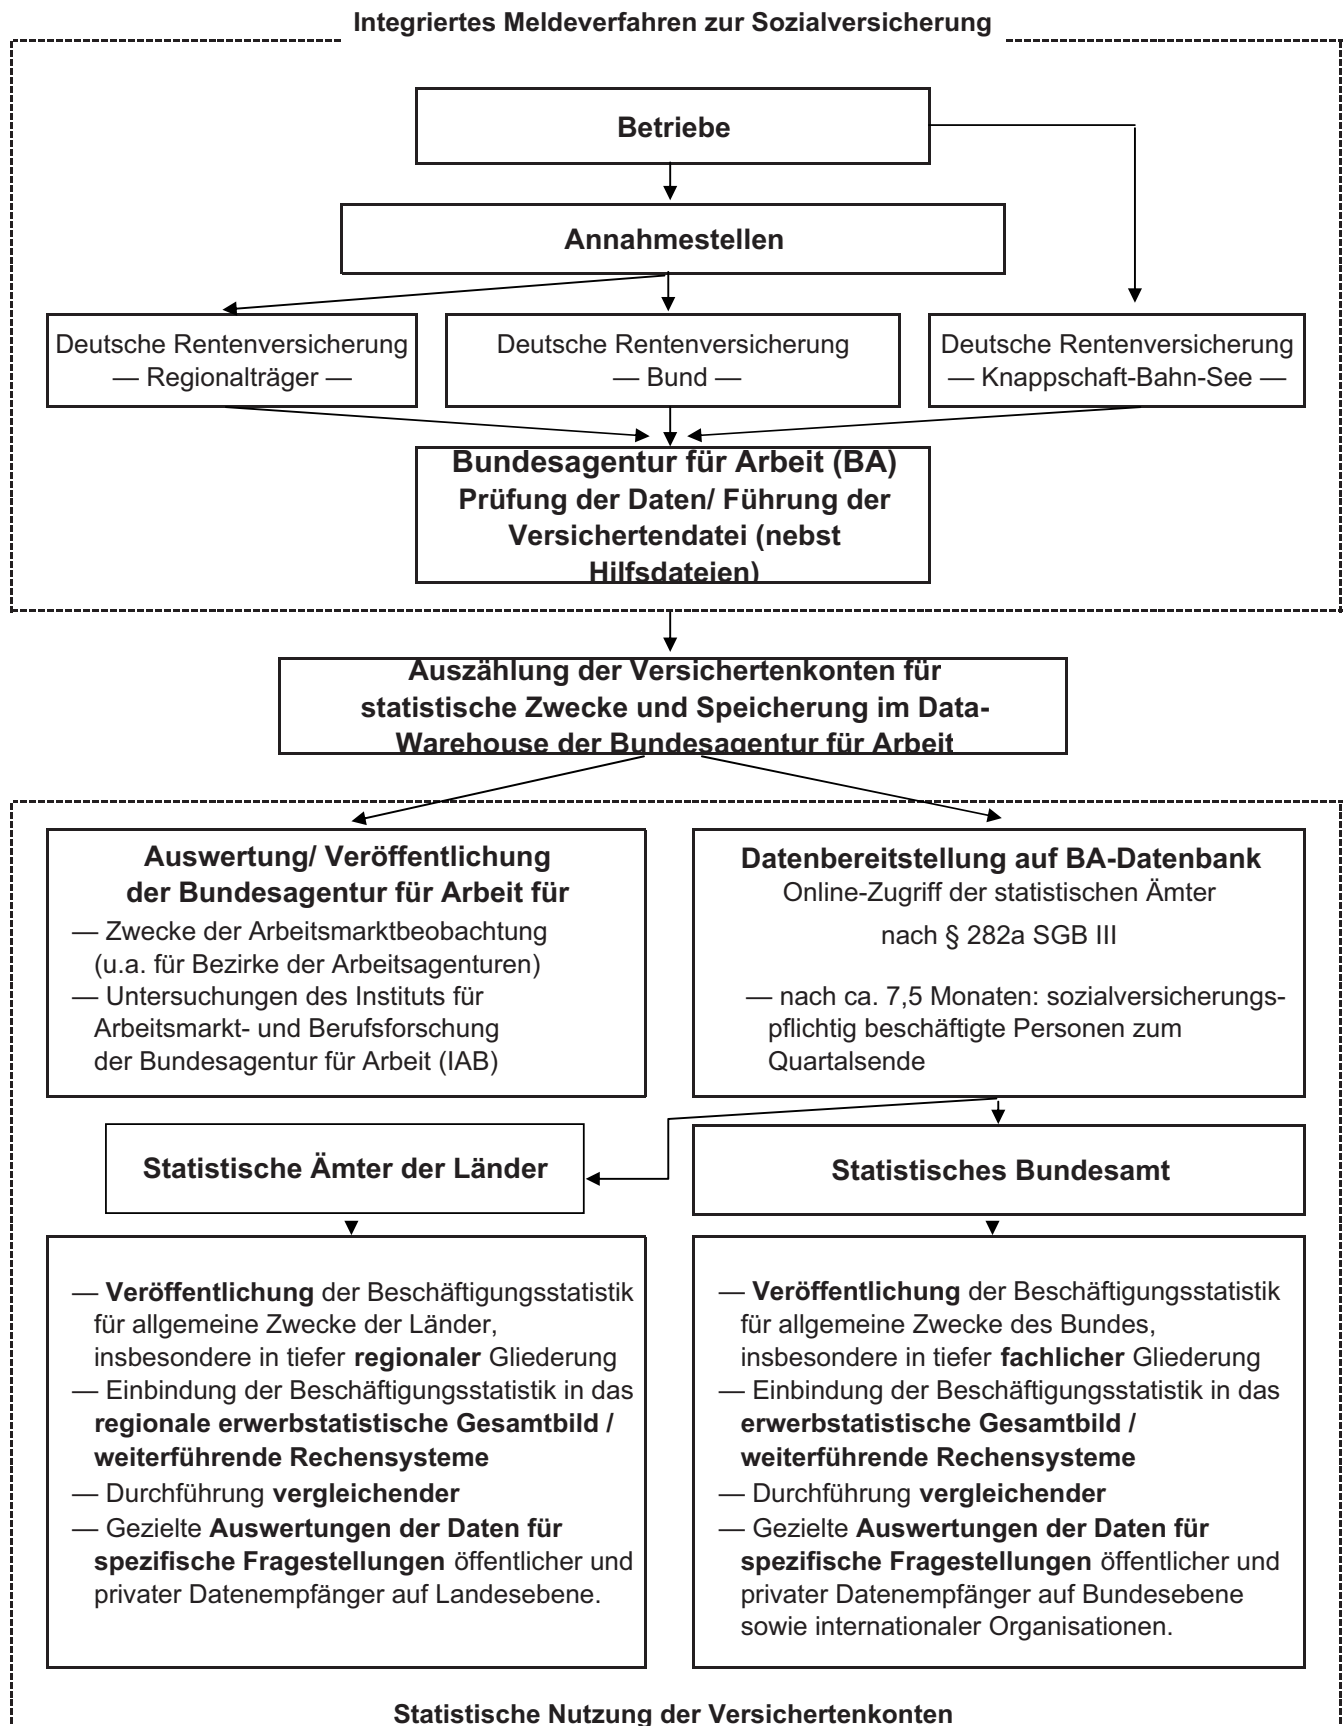 Integriertes Meldeverfahren zur Sozialversicherung
Betriebe
Annahmestellen
Deutsche Rentenversicherung
— Regionalträger —
Deutsche Rentenversicherung
— Bund —
Deutsche Rentenversicherung
— Knappschaft-Bahn-See —
Bundesagentur für Arbeit (BA)
Prüfung der Daten/ Führung der
Versichertendatei (nebst
Hilfsdateien)
Auszählung der Versichertenkonten für
statistische Zwecke und Speicherung im Data-
Warehouse der Bundesagentur für Arbeit
Auswertung/ Veröffentlichung
der Bundesagentur für Arbeit für
— Zwecke der Arbeitsmarktbeobachtung
(u.a. für Bezirke der Arbeitsagenturen)
— Untersuchungen des Instituts für
Arbeitsmarkt- und Berufsforschung
der Bundesagentur für Arbeit (IAB)
Datenbereitstellung auf BA-Datenbank
Online-Zugriff der statistischen Ämter
nach § 282a SGB III
— nach ca. 7,5 Monaten: sozialversicherungs-
pflichtig beschäftigte Personen zum
Quartalsende
Statistische Ämter der Länder
Statistisches Bundesamt
— Veröffentlichung der Beschäftigungsstatistik
für allgemeine Zwecke der Länder,
insbesondere in tiefer regionaler Gliederung
— Einbindung der Beschäftigungsstatistik in das
regionale erwerbstatistische Gesamtbild /
weiterführende Rechensysteme
— Durchführung vergleichender
— Gezielte Auswertungen der Daten für
spezifische Fragestellungen öffentlicher und
privater Datenempfänger auf Landesebene.
— Veröffentlichung der Beschäftigungsstatistik
für allgemeine Zwecke des Bundes,
insbesondere in tiefer fachlicher Gliederung
— Einbindung der Beschäftigungsstatistik in das
erwerbstatistische Gesamtbild /
weiterführende Rechensysteme
— Durchführung vergleichender
— Gezielte Auswertungen der Daten für
spezifische Fragestellungen öffentlicher und
privater Datenempfänger auf Bundesebene
sowie internationaler Organisationen.
Statistische Nutzung der Versichertenkonten